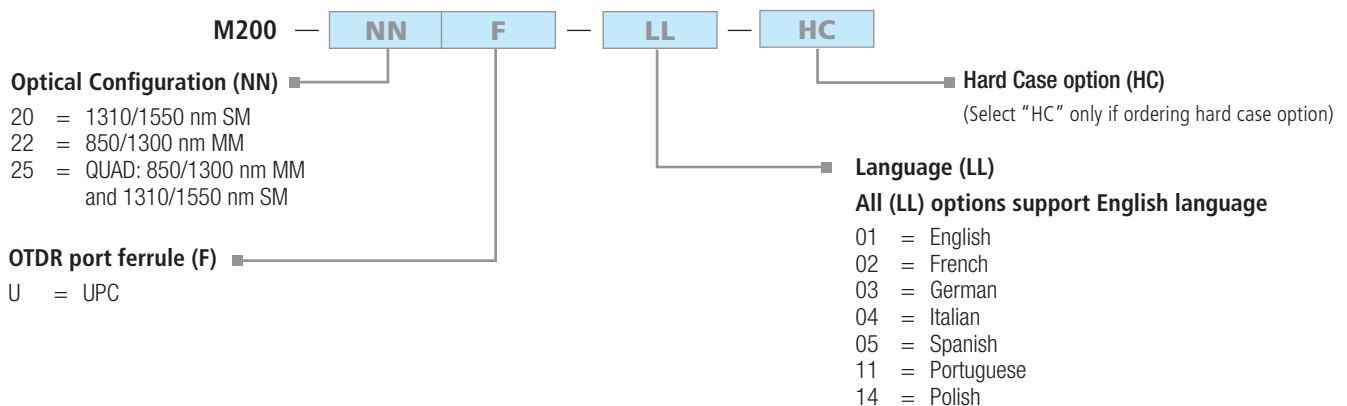 M200 — NN F — LL — HC
Optical Configuration (NN)
20 = 1310/1550 nm SM
22 = 850/1300 nm MM
25 = QUAD: 850/1300 nm MM
and 1310/1550 nm SM
OTDR port ferrule (F)
U = UPC
Hard Case option (HC)
(Select "HC" only if ordering hard case option)
Language (LL)
All (LL) options support English language
01 = English
02 = French
03 = German
04 = Italian
05 = Spanish
11 = Portuguese
14 = Polish